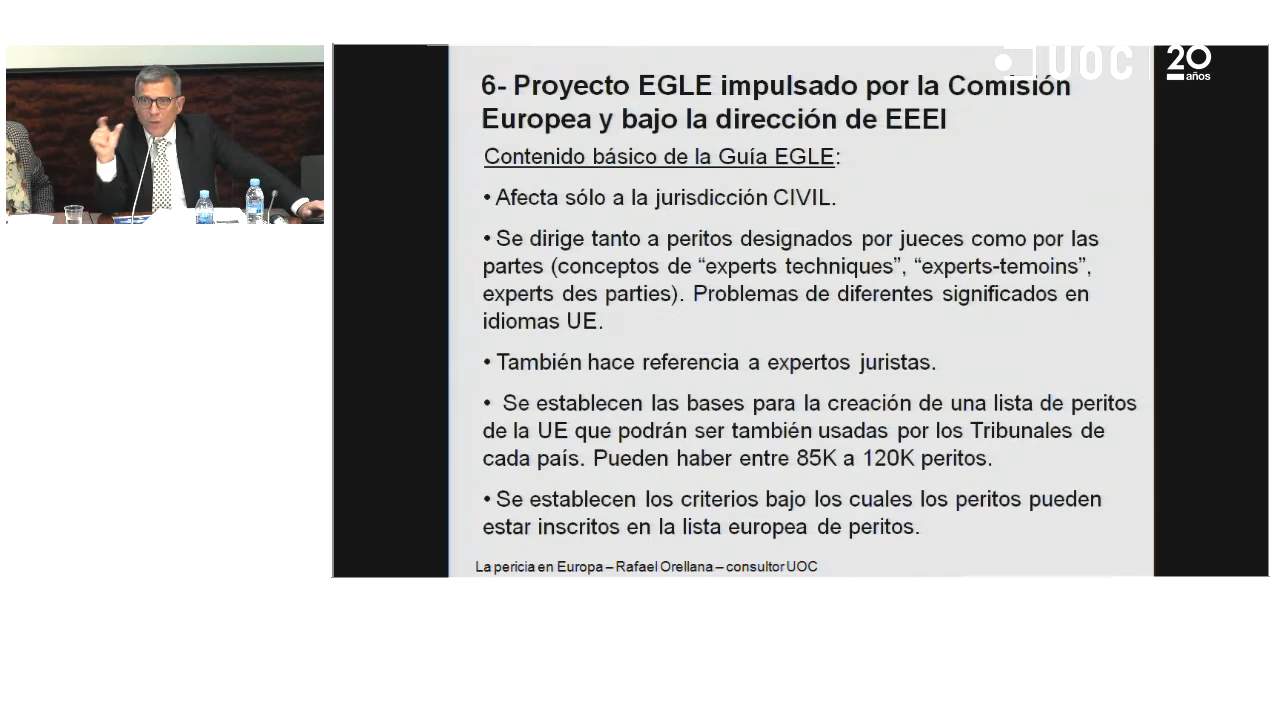 UOC
20
años
6- Proyecto EGLE impulsado por la Comisión
Europea y bajo la dirección de EEEI
Contenido básico de la Guía EGLE:
• Afecta sólo a la jurisdicción CIVIL.
• Se dirige tanto a peritos designados por jueces como por las
partes (conceptos de “experts techniques”, “experts-temoins”,
experts des parties). Problemas de diferentes significados en
idiomas UE.
• También hace referencia a expertos juristas.
• Se establecen las bases para la creación de una lista de peritos
de la UE que podrán ser también usadas por los Tribunales de
cada país. Pueden haber entre 85K a 120K peritos.
• Se establecen los criterios bajo los cuales los peritos pueden
estar inscritos en la lista europea de peritos.
La pericia en Europa – Rafael Orellana – consultor UOC